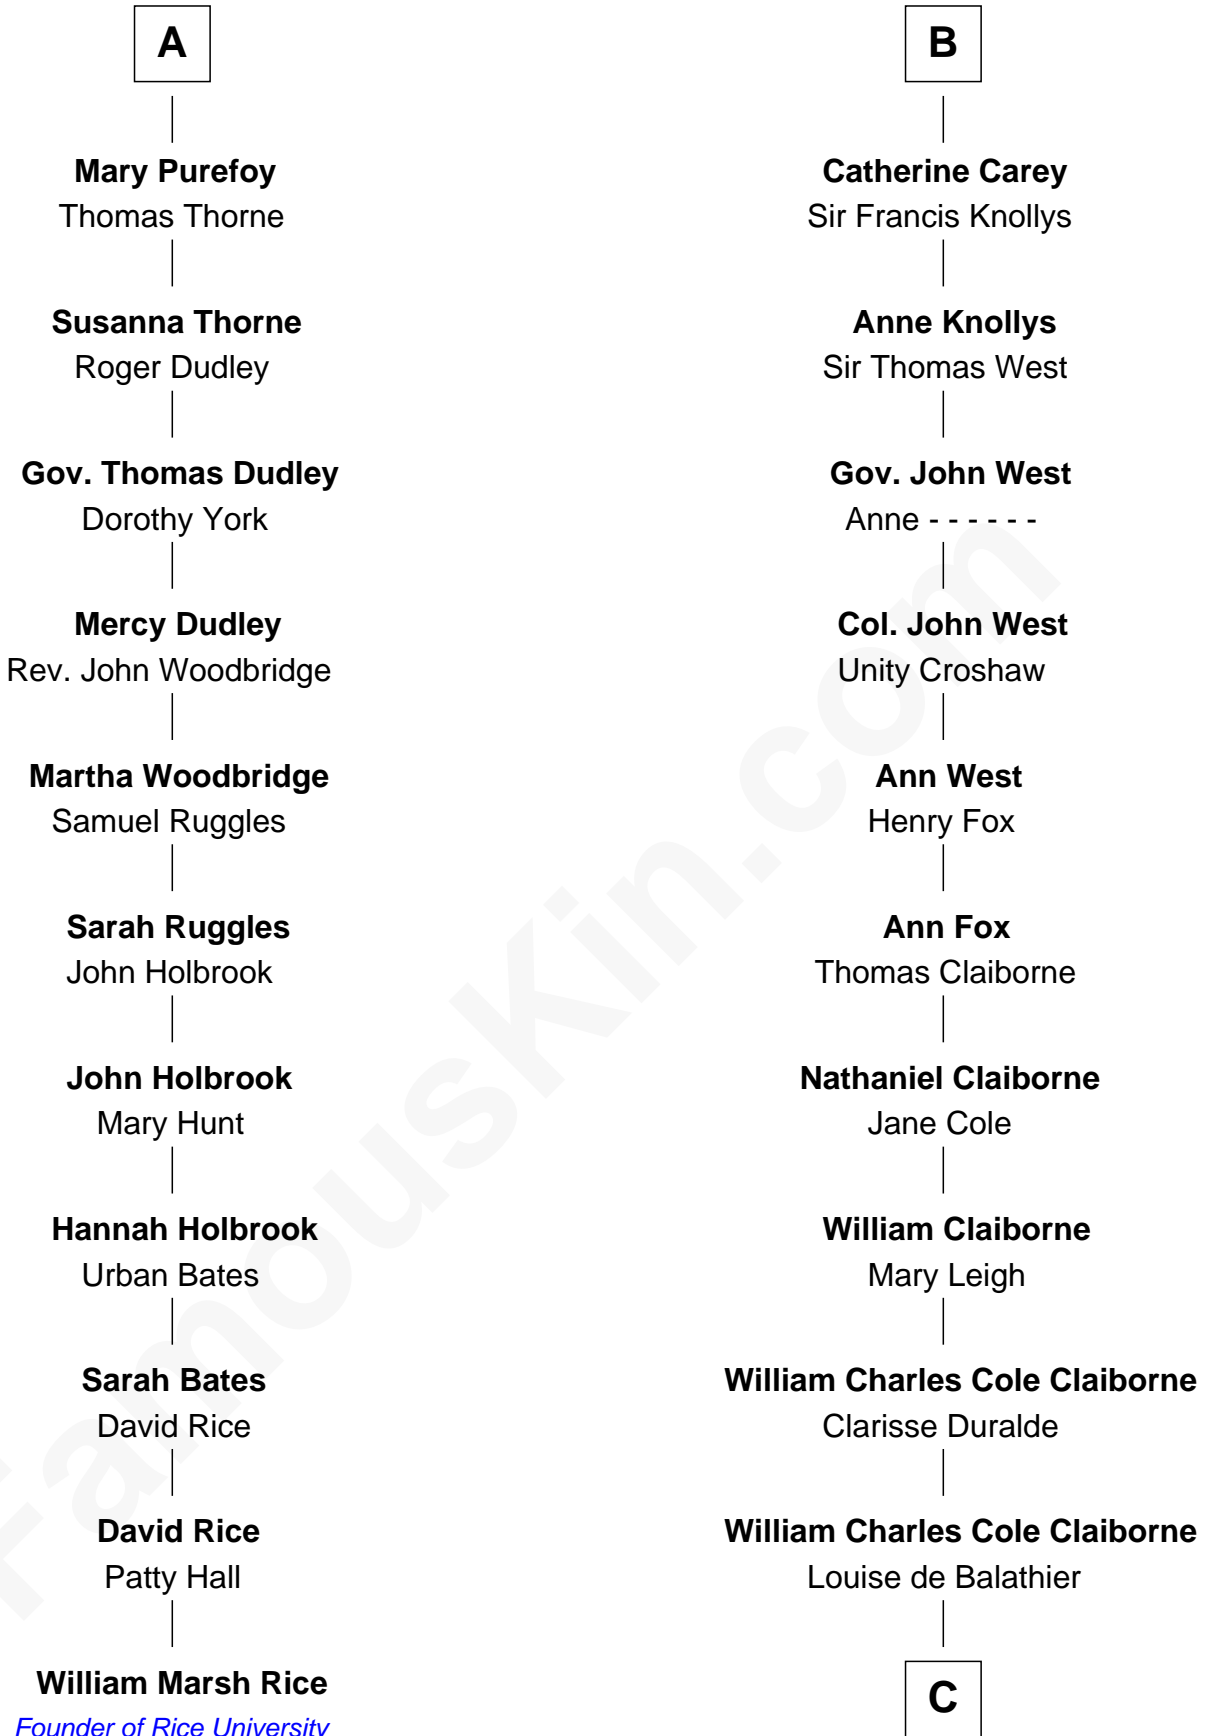 A
Mary Purefoy
Thomas Thorne
Susanna Thorne
Roger Dudley
Gov. Thomas Dudley
Dorothy York
Mercy Dudley
Rev. John Woodbridge
Martha Woodbridge
Samuel Ruggles
Sarah Ruggles
John Holbrook
John Holbrook
Mary Hunt
Hannah Holbrook
Urban Bates
Sarah Bates
David Rice
David Rice
Patty Hall
William Marsh Rice
Founder of Rice University
B
Catherine Carey
Sir Francis Knollys
Anne Knollys
Sir Thomas West
Gov. John West
Anne - - - - - -
Col. John West
Unity Croshaw
Ann West
Henry Fox
Ann Fox
Thomas Claiborne
Nathaniel Claiborne
Jane Cole
William Claiborne
Mary Leigh
William Charles Cole Claiborne
Clarisse Duralde
William Charles Cole Claiborne
Louise de Balathier
C
FamousKin.com